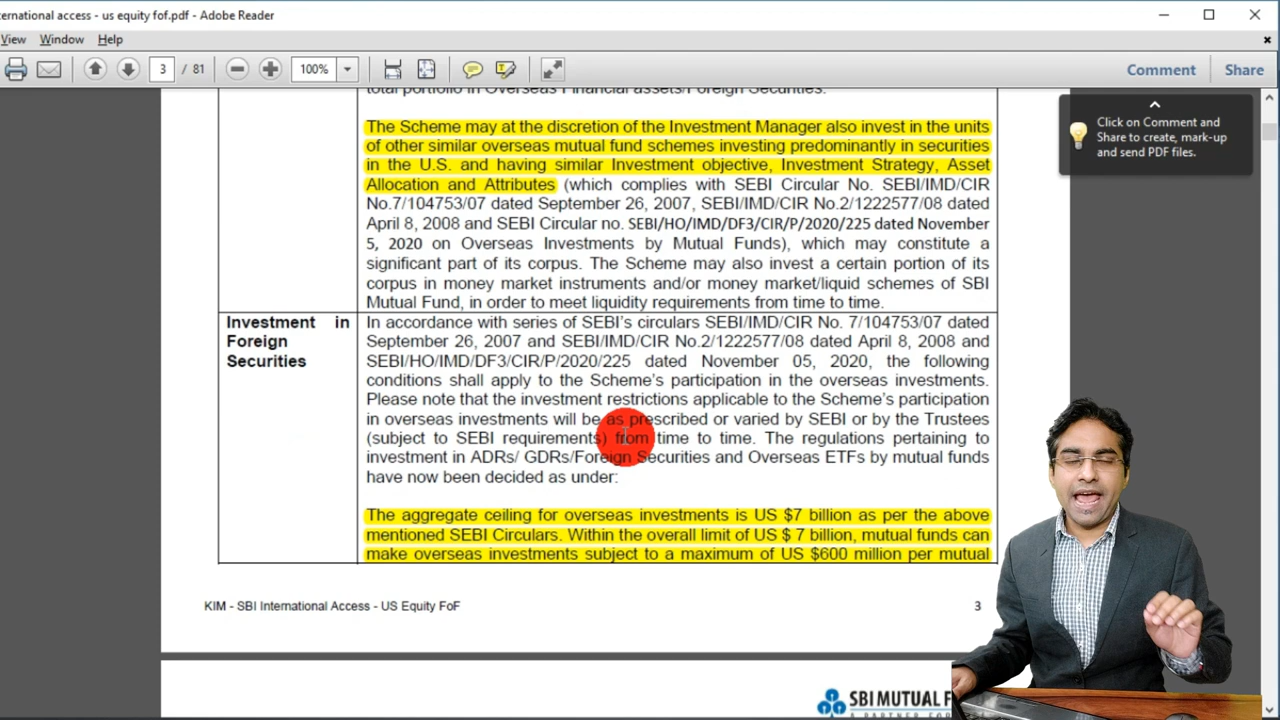 ternational access - us equity fof.pdf - Adobe Reader
View Window Help
3 / 81 100% Comment Share
Click on Comment and
Share to create, mark-up
and send PDF files.
total portfolio in Overseas Financial assets/Foreign Securities.
The Scheme may at the discretion of the Investment Manager also invest in the units
of other similar overseas mutual fund schemes investing predominantly in securities
in the U.S. and having similar Investment objective, Investment Strategy, Asset
Allocation and Attributes (which complies with SEBI Circular No. SEBI/IMD/CIR
No.7/104753/07 dated September 26, 2007, SEBI/IMD/CIR No.2/1222577/08 dated
April 8, 2008 and SEBI Circular no. SEBI/HO/IMD/DF3/CIR/P/2020/225 dated November
5, 2020 on Overseas Investments by Mutual Funds), which may constitute a
significant part of its corpus. The Scheme may also invest a certain portion of its
corpus in money market instruments and/or money market/liquid schemes of SBI
Mutual Fund, in order to meet liquidity requirements from time to time.
Investment in
Foreign
Securities
In accordance with series of SEBI's circulars SEBI/IMD/CIR No. 7/104753/07 dated
September 26, 2007 and SEBI/IMD/CIR No.2/1222577/08 dated April 8, 2008 and
SEBI/HO/IMD/DF3/CIR/P/2020/225 dated November 05, 2020, the following
conditions shall apply to the Scheme's participation in the overseas investments.
Please note that the investment restrictions applicable to the Scheme's participation
in overseas investments will be as prescribed or varied by SEBI or by the Trustees
(subject to SEBI requirements) from time to time. The regulations pertaining to
investment in ADRs/ GDRs/Foreign Securities and Overseas ETFs by mutual funds
have now been decided as under:
The aggregate ceiling for overseas investments is US $7 billion as per the above
mentioned SEBI Circulars. Within the overall limit of US $ 7 billion, mutual funds can
make overseas investments subject to a maximum of US $600 million per mutual
KIM - SBI International Access - US Equity FoF
3
SBI MUTUAL F
A PARTNER FOR